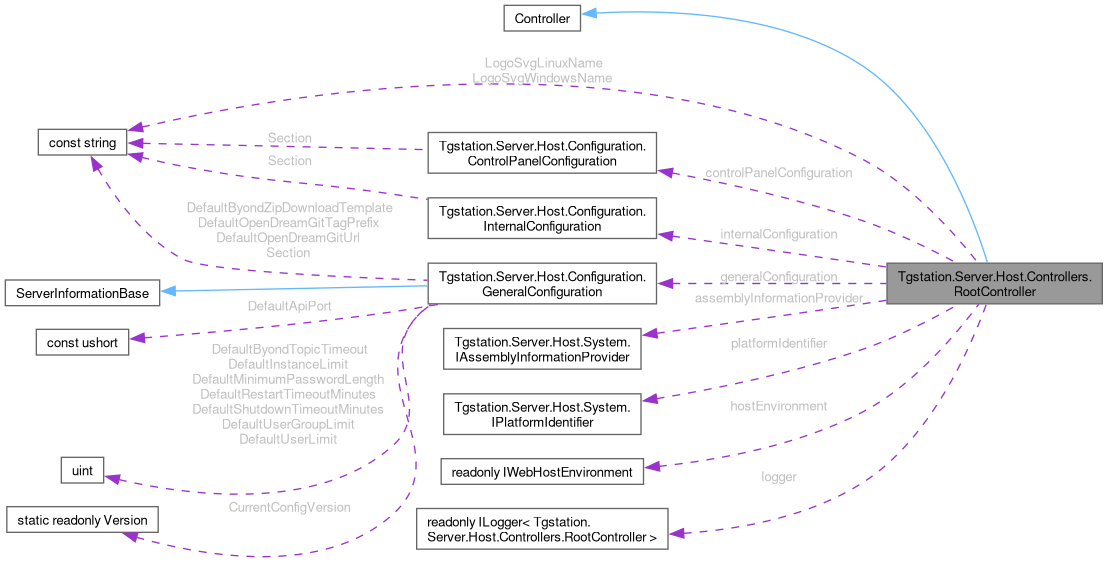 Controller
LogoSvgLinuxName
LogoSvgWindowsName
const string
Section
Tgstation.Server.Host.Configuration.
ControlPanelConfiguration
Section
controlPanelConfiguration
DefaultByondZipDownloadTemplate
DefaultOpenDreamGitTagPrefix
DefaultOpenDreamGitUrl
Section
Tgstation.Server.Host.Configuration.
InternalConfiguration
internalConfiguration
ServerInformationBase
Tgstation.Server.Host.Configuration.
GeneralConfiguration
generalConfiguration
assemblyInformationProvider
Tgstation.Server.Host.Controllers.
RootController
const ushort
DefaultApiPort
Tgstation.Server.Host.System.
IAssemblyInformationProvider
platformIdentifier
DefaultByondTopicTimeout
DefaultInstanceLimit
DefaultMinimumPasswordLength
DefaultRestartTimeoutMinutes
DefaultShutdownTimeoutMinutes
DefaultUserGroupLimit
DefaultUserLimit
Tgstation.Server.Host.System.
IPlatformIdentifier
hostEnvironment
uint
readonly IWebHostEnvironment
logger
static readonly Version
CurrentConfigVersion
readonly ILogger< Tgstation.
Server.Host.Controllers.RootController >